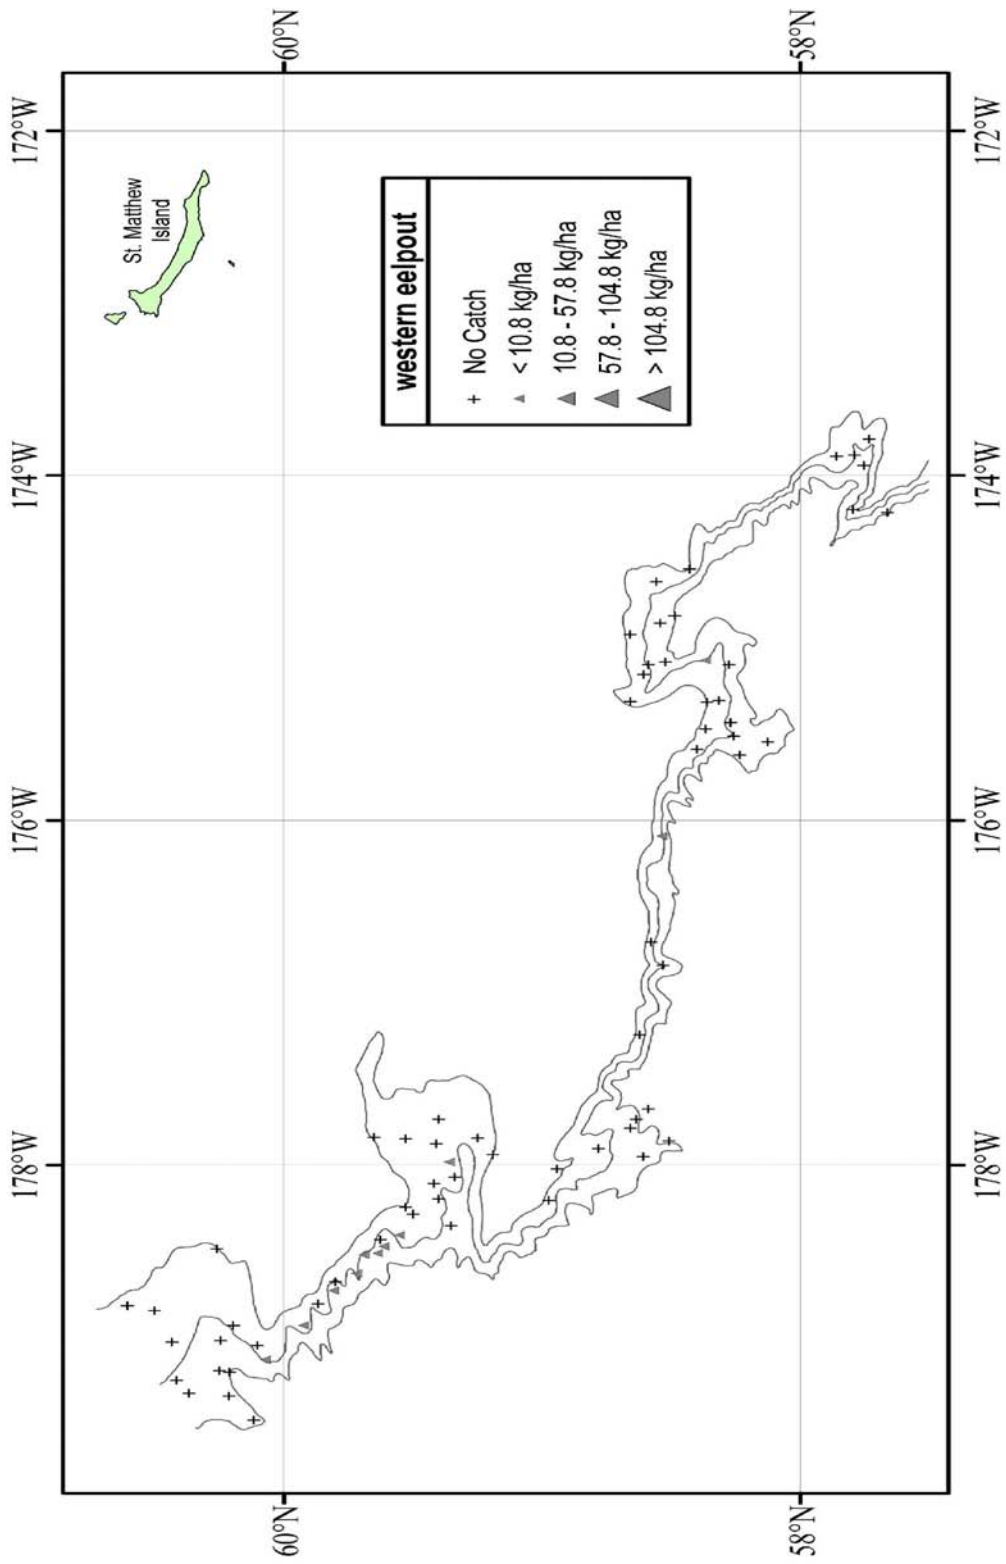 172°W
174°W
176°W
178°W
60°N
58°N
St. Matthew
Island
western eelpout
No Catch
< 10.8 kg/ha
10.8 - 57.8 kg/ha
57.8 - 104.8 kg/ha
> 104.8 kg/ha
60°N
58°N
172°W
174°W
176°W
178°W